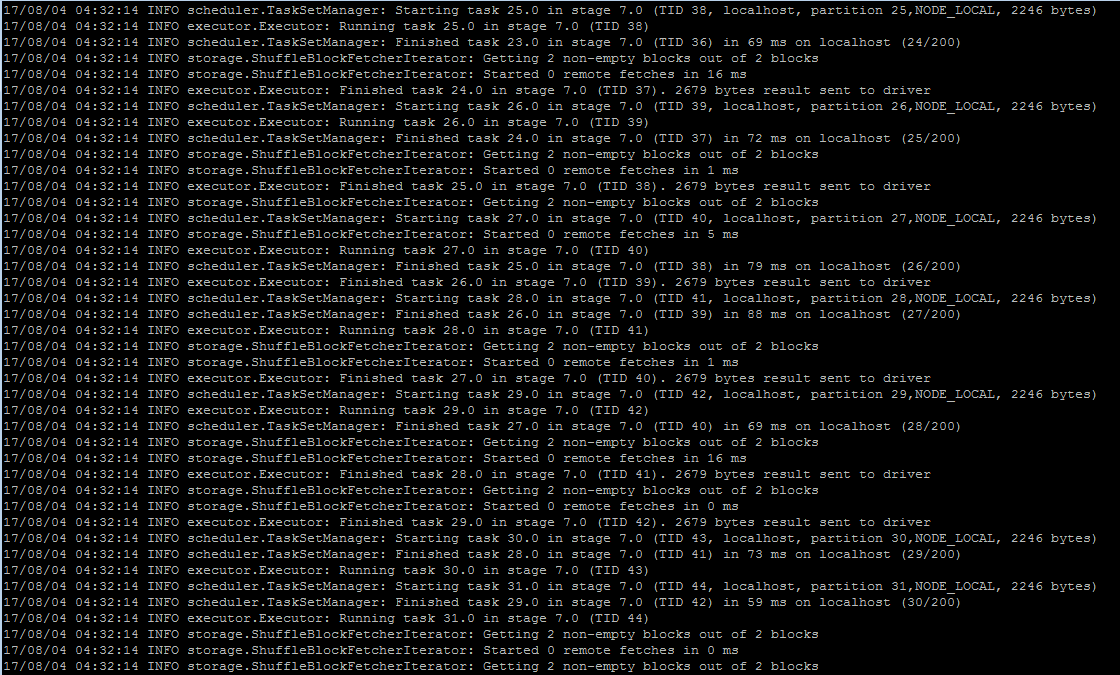 17/08/04 04:32:14 INFO scheduler.TaskSetManager: Starting task 25.0 in stage 7.0 (TID 38, localhost, partition 25,NODE_LOCAL, 2246 bytes)
17/08/04 04:32:14 INFO executor.Executor: Running task 25.0 in stage 7.0 (TID 38)
17/08/04 04:32:14 INFO scheduler.TaskSetManager: Finished task 23.0 in stage 7.0 (TID 36) in 69 ms on localhost (24/200)
17/08/04 04:32:14 INFO storage.ShuffleBlockFetcherIterator: Getting 2 non-empty blocks out of 2 blocks
17/08/04 04:32:14 INFO storage.ShuffleBlockFetcherIterator: Started 0 remote fetches in 16 ms
17/08/04 04:32:14 INFO executor.Executor: Finished task 24.0 in stage 7.0 (TID 37). 2679 bytes result sent to driver
17/08/04 04:32:14 INFO scheduler.TaskSetManager: Starting task 26.0 in stage 7.0 (TID 39, localhost, partition 26,NODE_LOCAL, 2246 bytes)
17/08/04 04:32:14 INFO executor.Executor: Running task 26.0 in stage 7.0 (TID 39)
17/08/04 04:32:14 INFO scheduler.TaskSetManager: Finished task 24.0 in stage 7.0 (TID 37) in 72 ms on localhost (25/200)
17/08/04 04:32:14 INFO storage.ShuffleBlockFetcherIterator: Getting 2 non-empty blocks out of 2 blocks
17/08/04 04:32:14 INFO storage.ShuffleBlockFetcherIterator: Started 0 remote fetches in 1 ms
17/08/04 04:32:14 INFO executor.Executor: Finished task 25.0 in stage 7.0 (TID 38). 2679 bytes result sent to driver
17/08/04 04:32:14 INFO storage.ShuffleBlockFetcherIterator: Getting 2 non-empty blocks out of 2 blocks
17/08/04 04:32:14 INFO scheduler.TaskSetManager: Starting task 27.0 in stage 7.0 (TID 40, localhost, partition 27,NODE_LOCAL, 2246 bytes)
17/08/04 04:32:14 INFO storage.ShuffleBlockFetcherIterator: Started 0 remote fetches in 5 ms
17/08/04 04:32:14 INFO executor.Executor: Running task 27.0 in stage 7.0 (TID 40)
17/08/04 04:32:14 INFO scheduler.TaskSetManager: Finished task 25.0 in stage 7.0 (TID 38) in 79 ms on localhost (26/200)
17/08/04 04:32:14 INFO executor.Executor: Finished task 26.0 in stage 7.0 (TID 39). 2679 bytes result sent to driver
17/08/04 04:32:14 INFO scheduler.TaskSetManager: Starting task 28.0 in stage 7.0 (TID 41, localhost, partition 28,NODE_LOCAL, 2246 bytes)
17/08/04 04:32:14 INFO scheduler.TaskSetManager: Finished task 26.0 in stage 7.0 (TID 39) in 88 ms on localhost (27/200)
17/08/04 04:32:14 INFO executor.Executor: Running task 28.0 in stage 7.0 (TID 41)
17/08/04 04:32:14 INFO storage.ShuffleBlockFetcherIterator: Getting 2 non-empty blocks out of 2 blocks
17/08/04 04:32:14 INFO storage.ShuffleBlockFetcherIterator: Started 0 remote fetches in 1 ms
17/08/04 04:32:14 INFO executor.Executor: Finished task 27.0 in stage 7.0 (TID 40). 2679 bytes result sent to driver
17/08/04 04:32:14 INFO scheduler.TaskSetManager: Starting task 29.0 in stage 7.0 (TID 42, localhost, partition 29,NODE_LOCAL, 2246 bytes)
17/08/04 04:32:14 INFO executor.Executor: Running task 29.0 in stage 7.0 (TID 42)
17/08/04 04:32:14 INFO scheduler.TaskSetManager: Finished task 27.0 in stage 7.0 (TID 40) in 69 ms on localhost (28/200)
17/08/04 04:32:14 INFO storage.ShuffleBlockFetcherIterator: Getting 2 non-empty blocks out of 2 blocks
17/08/04 04:32:14 INFO storage.ShuffleBlockFetcherIterator: Started 0 remote fetches in 16 ms
17/08/04 04:32:14 INFO executor.Executor: Finished task 28.0 in stage 7.0 (TID 41). 2679 bytes result sent to driver
17/08/04 04:32:14 INFO storage.ShuffleBlockFetcherIterator: Getting 2 non-empty blocks out of 2 blocks
17/08/04 04:32:14 INFO storage.ShuffleBlockFetcherIterator: Started 0 remote fetches in 0 ms
17/08/04 04:32:14 INFO executor.Executor: Finished task 29.0 in stage 7.0 (TID 42). 2679 bytes result sent to driver
17/08/04 04:32:14 INFO scheduler.TaskSetManager: Starting task 30.0 in stage 7.0 (TID 43, localhost, partition 30,NODE_LOCAL, 2246 bytes)
17/08/04 04:32:14 INFO scheduler.TaskSetManager: Finished task 28.0 in stage 7.0 (TID 41) in 73 ms on localhost (29/200)
17/08/04 04:32:14 INFO executor.Executor: Running task 30.0 in stage 7.0 (TID 43)
17/08/04 04:32:14 INFO scheduler.TaskSetManager: Starting task 31.0 in stage 7.0 (TID 44, localhost, partition 31,NODE_LOCAL, 2246 bytes)
17/08/04 04:32:14 INFO scheduler.TaskSetManager: Finished task 29.0 in stage 7.0 (TID 42) in 59 ms on localhost (30/200)
17/08/04 04:32:14 INFO executor.Executor: Running task 31.0 in stage 7.0 (TID 44)
17/08/04 04:32:14 INFO storage.ShuffleBlockFetcherIterator: Getting 2 non-empty blocks out of 2 blocks
17/08/04 04:32:14 INFO storage.ShuffleBlockFetcherIterator: Started 0 remote fetches in 0 ms
17/08/04 04:32:14 INFO storage.ShuffleBlockFetcherIterator: Getting 2 non-empty blocks out of 2 blocks